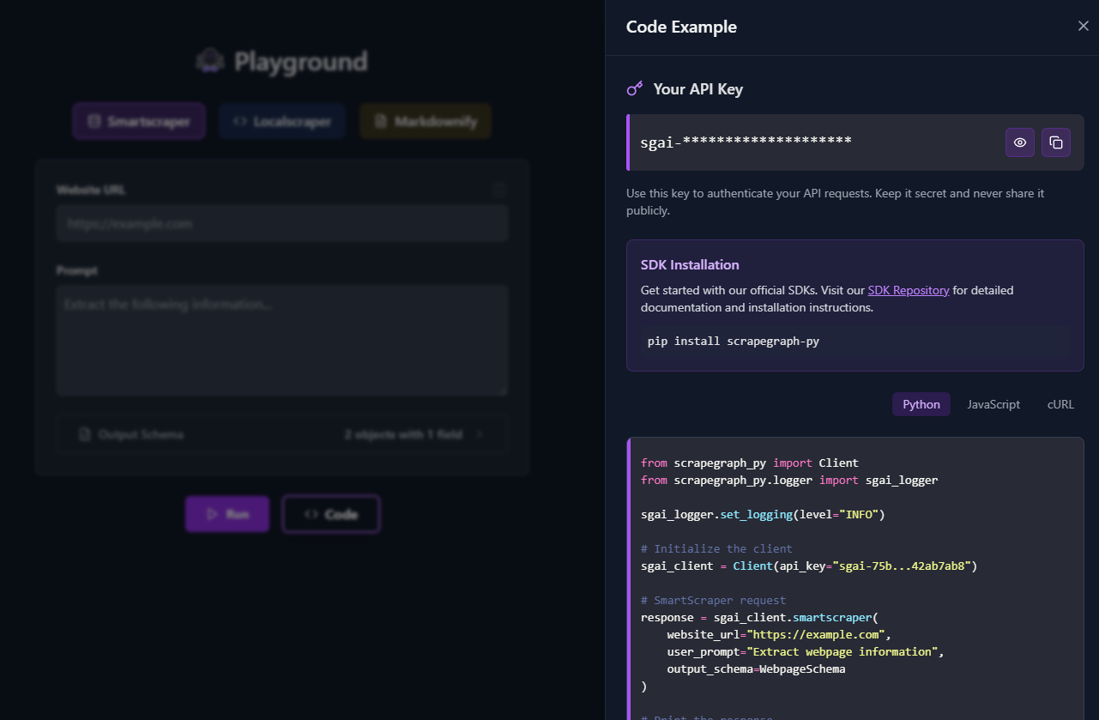 Playground
Smartscraper
Localscraper
Markdownify
Website URL
https://example.com
Prompt
Extract the following information...
Output Schema
2 objects with 1 field
Run
Code
Code Example
Your API Key
sgai-********************
Use this key to authenticate your API requests. Keep it secret and never share it
publicly.
SDK Installation
Get started with our official SDKs. Visit our SDK Repository for detailed
documentation and installation instructions.
pip install scrapegraph-py
Python
JavaScript
cURL
from scrapegraph_py import Client
from scrapegraph_py.logger import sgai_logger
sgai_logger.set_logging(level="INFO")
# Initialize the client
sgai_client = Client(api_key="sgai-75b...42ab7ab8")
# SmartScraper request
response = sgai_client.smartscraper(
    website_url="https://example.com",
    user_prompt="Extract webpage information",
    output_schema=WebpageSchema
)
# Print the response